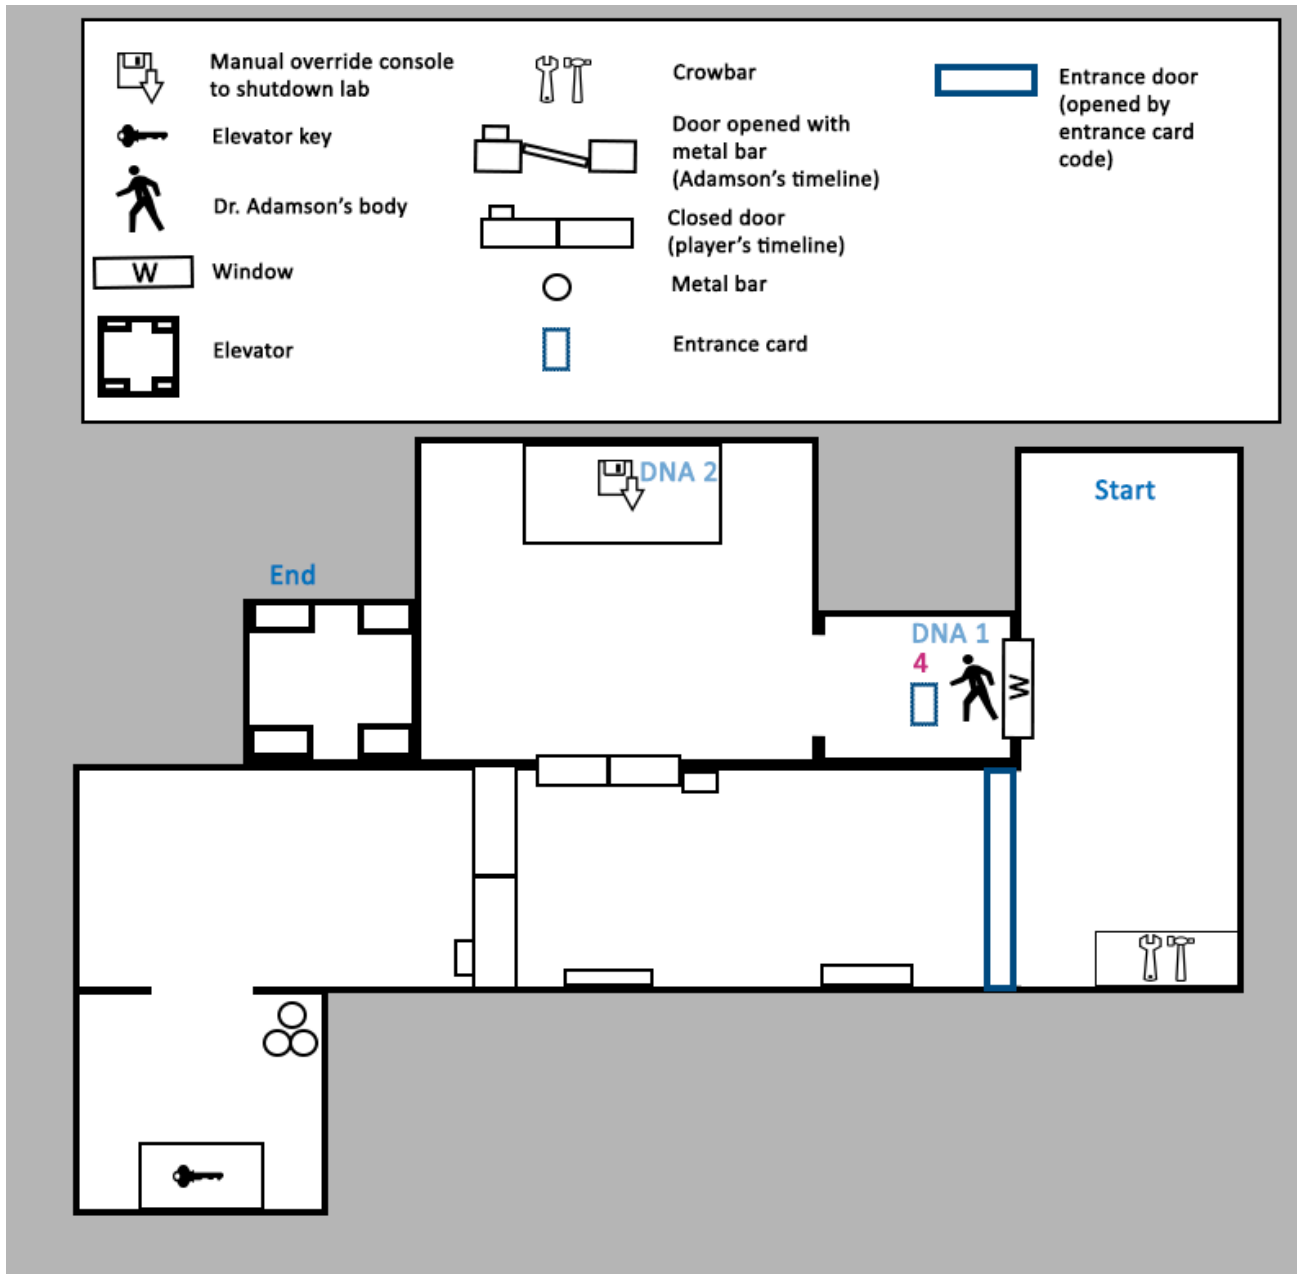 Manual override console
to shutdown lab
Elevator key
Dr. Adamson's body
W
Window
Elevator
Crowbar
Door opened with
metal bar
(Adamson's timeline)
Closed door
(player's timeline)
Metal bar
Entrance card
Entrance door
(opened by
entrance card
code)
DNA 2
Start
End
DNA 1
4
W